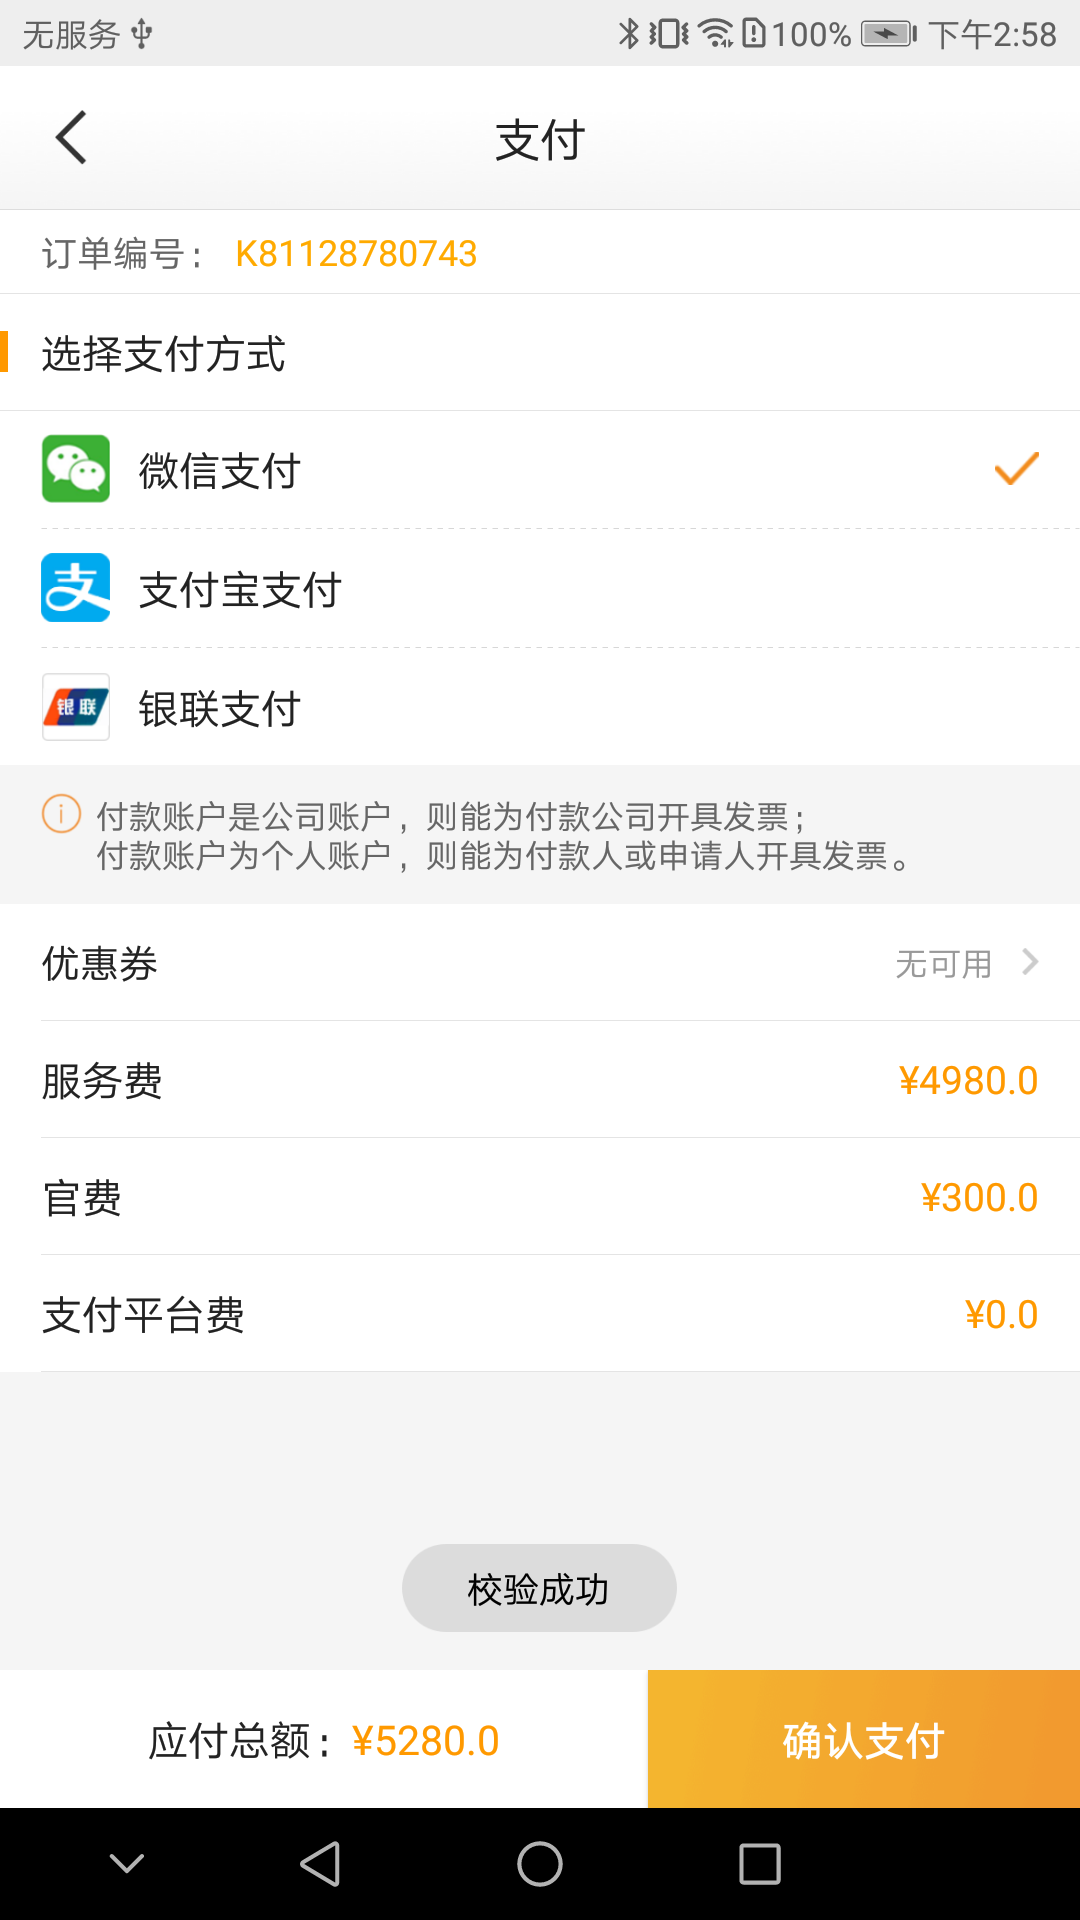 无服务 100% 下午2:58
支付
订单编号： K81128780743
选择支付方式
微信支付
支 支付宝支付
银联 银联支付
付款账户是公司账户，则能为付款公司开具发票；
付款账户为个人账户，则能为付款人或申请人开具发票。
优惠券 无可用
服务费 ¥4980.0
官费 ¥300.0
支付平台费 ¥0.0
校验成功
应付总额：¥5280.0 确认支付